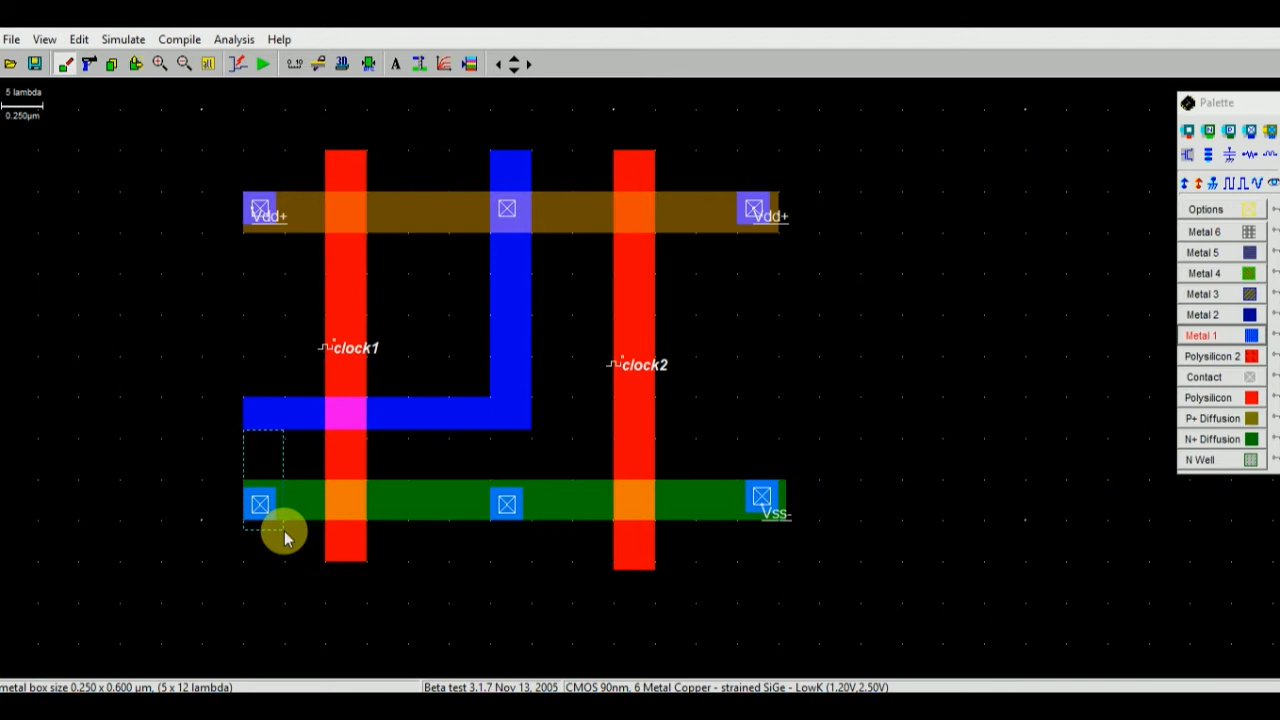 File View Edit Simulate Compile Analysis Help
A
5 lambda
0.250µm
Palette
Vdd+
Vdd+
Options
Metal 6
Metal 5
Metal 4
Metal 3
Metal 2
Metal 1
clock1
clock2
Polysilicon 2
Contact
Polysilicon
P+ Diffusion
N+ Diffusion
N Well
Vss-
metal box size 0.250 x 0.600 µm, (5 x 12 lambda) Beta test 3.1.7 Nov 13, 2005 CMOS 90nm, 6 Metal Copper - strained SiGe - LowK (1.20V,2.50V)